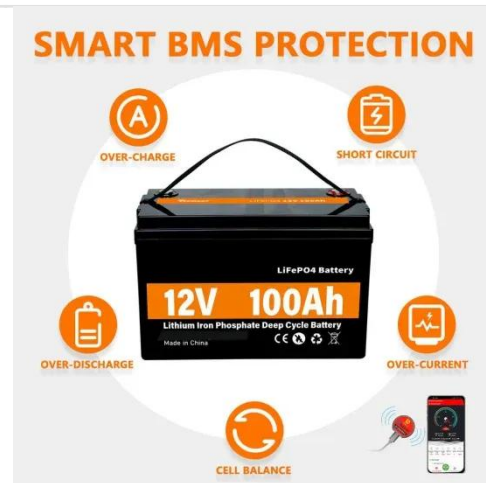 SMART BMS PROTECTION
OVER-CHARGE
SHORT CIRCUIT
LiFePO4 Battery
12V 100Ah
Lithium Iron Phosphate Deep Cycle Battery
Made in China
CE
OVER-DISCHARGE
OVER-CURRENT
CELL BALANCE